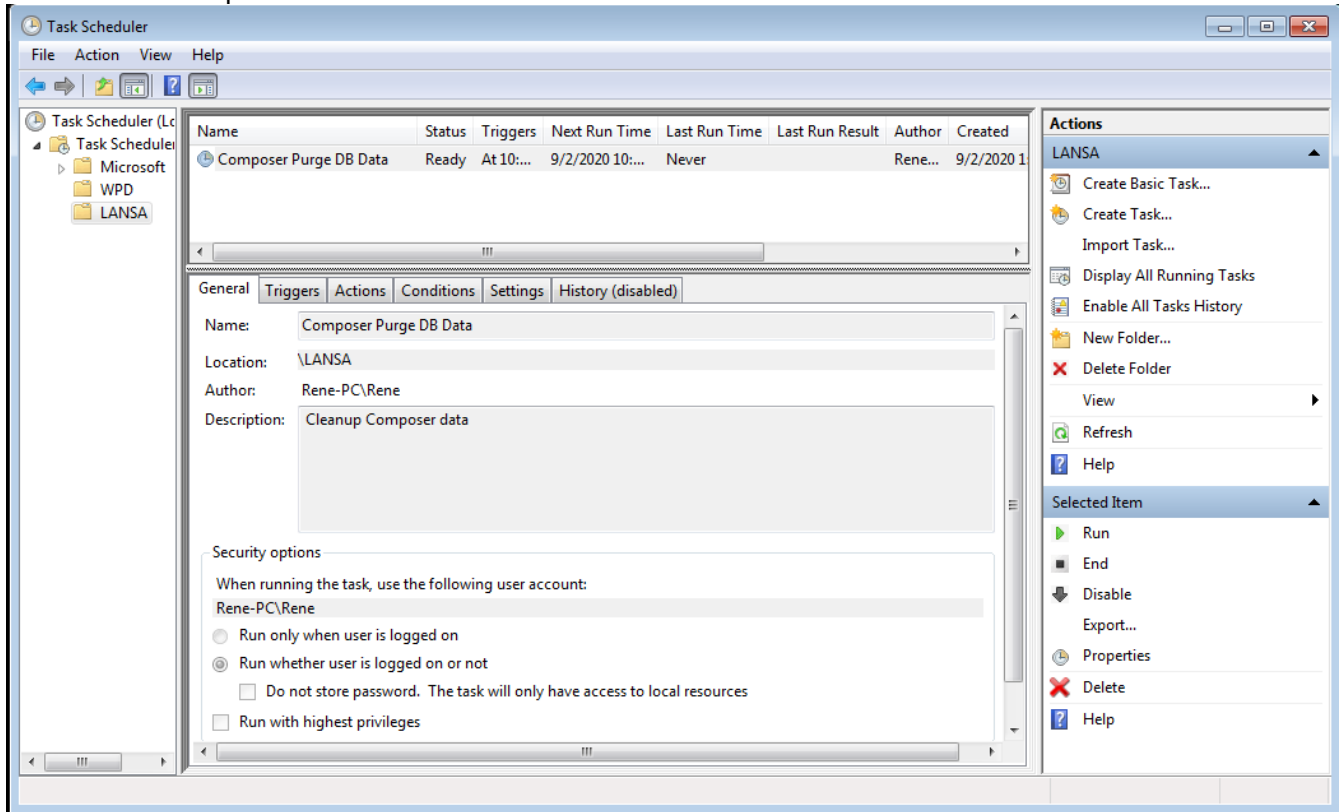 Task Scheduler
File Action View Help
Task Scheduler (Lc
Task Scheduler
Microsoft
WPD
LANSA
Name Status Triggers Next Run Time Last Run Time Last Run Result Author Created
Composer Purge DB Data Ready At 10:... 9/2/2020 10:... Never Rene... 9/2/2020 1
General Triggers Actions Conditions Settings History (disabled)
Name: Composer Purge DB Data
Location: \LANSA
Author: Rene-PC\Rene
Description: Cleanup Composer data
Security options
When running the task, use the following user account:
Rene-PC\Rene
Run only when user is logged on
Run whether user is logged on or not
Do not store password. The task will only have access to local resources
Run with highest privileges
Actions
LANSA
Create Basic Task...
Create Task...
Import Task...
Display All Running Tasks
Enable All Tasks History
New Folder...
Delete Folder
View
Refresh
Help
Selected Item
Run
End
Disable
Export...
Properties
Delete
Help